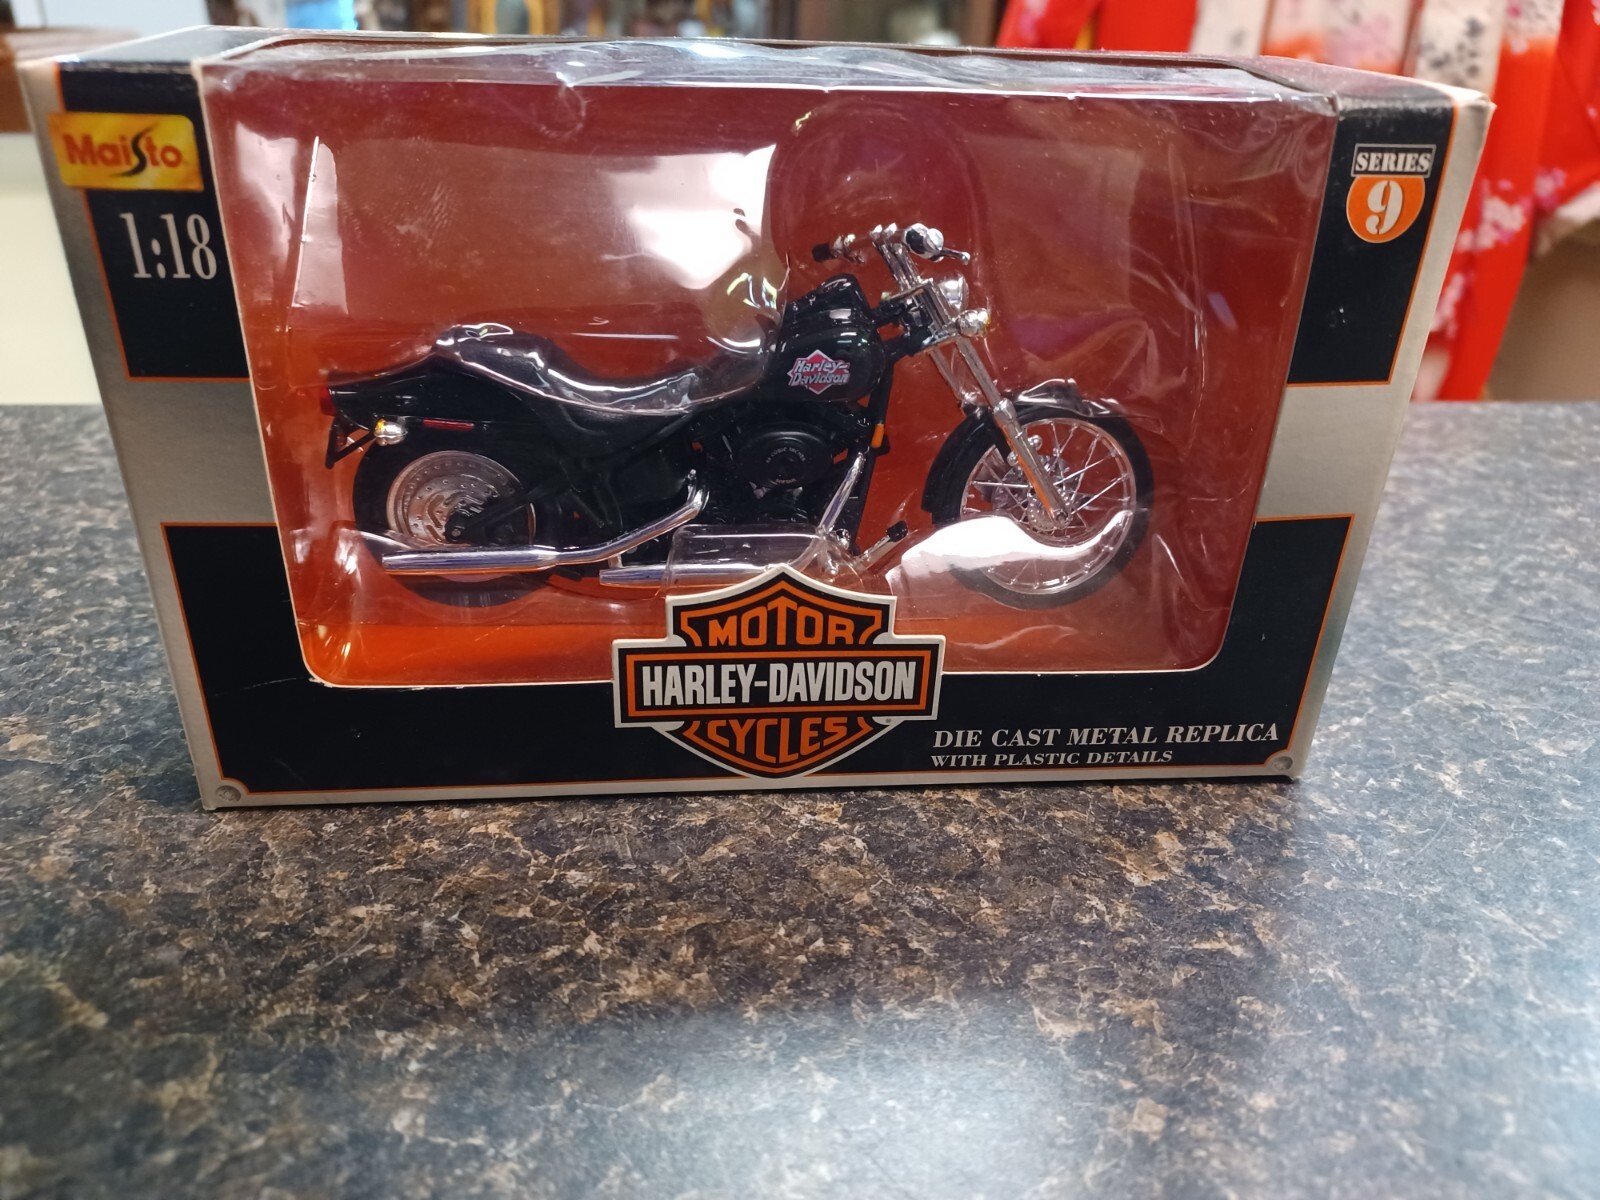 Maisto
1:18
SERIES
9
Harley-
Davidson
MOTOR
HARLEY-DAVIDSON
CYCLES
®
DIE CAST METAL REPLICA
WITH PLASTIC DETAILS